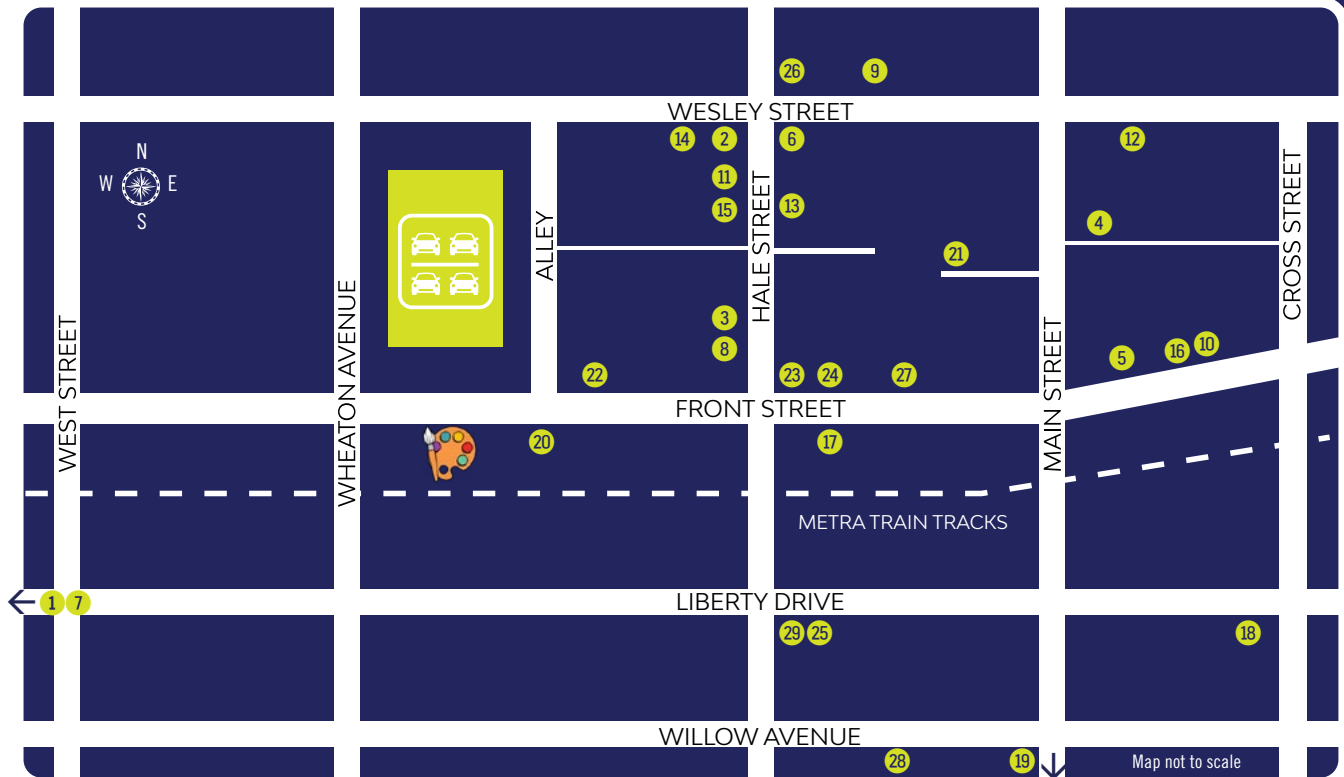 26
9
WESLEY STREET
14
2
6
12
N
W
E
S
11
15
13
4
HALE STREET
CROSS STREET
ALLEY
21
WHEATON AVENUE
3
8
22
23
24
27
5
16
10
WEST STREET
MAIN STREET
FRONT STREET
20
17
METRA TRAIN TRACKS
1
7
LIBERTY DRIVE
29
25
18
WILLOW AVENUE
28
19
Map not to scale